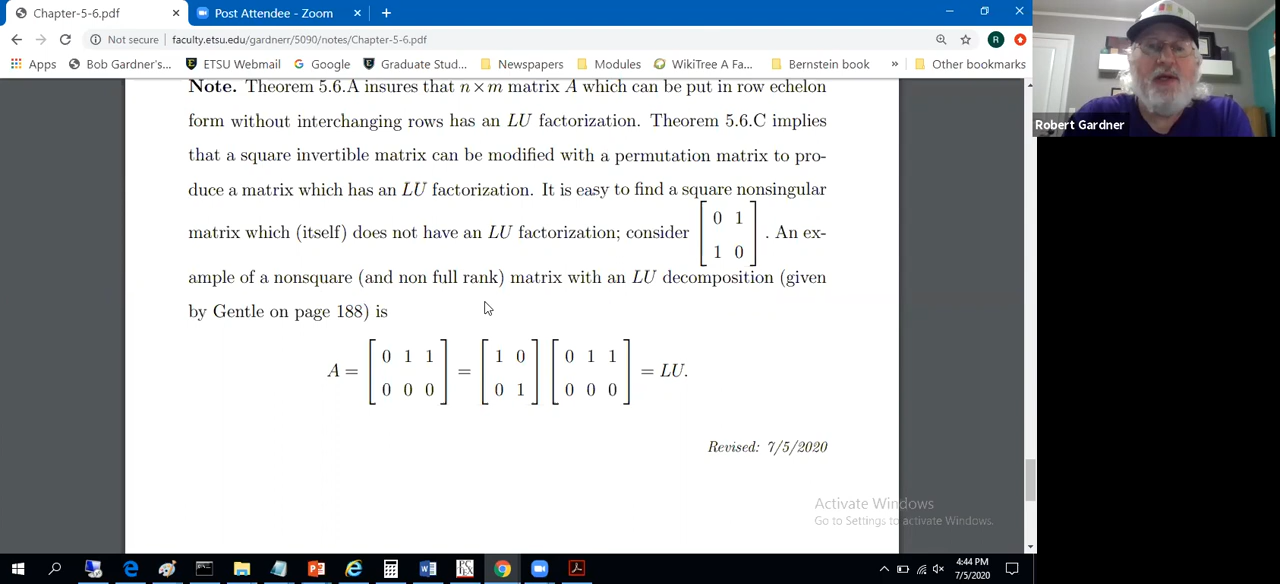 Chapter-5-6.pdf × Post Attendee - Zoom × +
Not secure | faculty.etsu.edu/gardnerr/5090/notes/Chapter-5-6.pdf R
Apps Bob Gardner's... ETSU Webmail Google Graduate Stud... Newspapers Modules WikiTree A Fa... Bernstein book » Other bookmarks
Robert Gardner
Note. Theorem 5.6.A insures that n × m matrix A which can be put in row echelon
form without interchanging rows has an LU factorization. Theorem 5.6.C implies
that a square invertible matrix can be modified with a permutation matrix to pro-
duce a matrix which has an LU factorization. It is easy to find a square nonsingular
0 1
matrix which (itself) does not have an LU factorization; consider . An ex-
1 0
ample of a nonsquare (and non full rank) matrix with an LU decomposition (given
by Gentle on page 188) is
0 1 1 1 0 0 1 1
A = = = LU.
0 0 0 0 1 0 0 0
Revised: 7/5/2020
Activate Windows
Go to Settings to activate Windows.
4:44 PM
7/5/2020